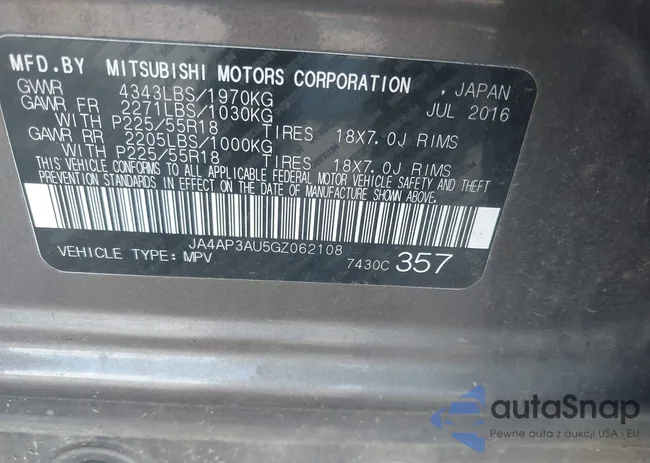 MFD.BY MITSUBISHI MOTORS CORPORATION , JAPAN
GVWR 4343LBS/1970KG JUL 2016
GAWR FR 2271LBS/1030KG
WITH P225/55R18 TIRES 18X7.0J RIMS
GAWR RR 2205LBS/1000KG
WITH P225/55R18 TIRES 18X7.0J RIMS
THIS VEHICLE CONFORMS TO ALL APPLICABLE FEDERAL MOTOR VEHICLE SAFETY AND THEFT
PREVENTION STANDARDS IN EFFECT ON THE DATE OF MANUFACTURE SHOWN ABOVE.
JA4AP3AU5GZ062108
VEHICLE TYPE: MPV 7430C 357
autaSnap
Pewne auta z aukcji USA i EU